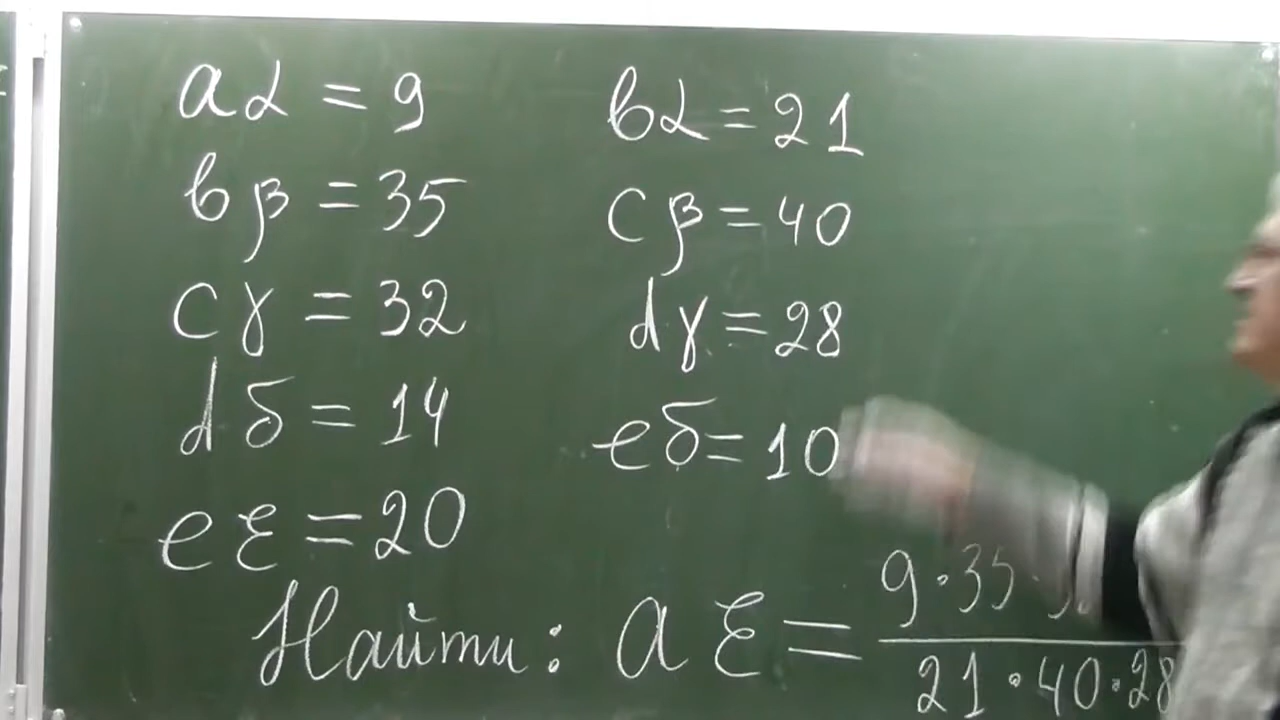 aα = 9 bα = 21
bβ = 35 cβ = 40
cγ = 32 dγ = 28
dδ = 14 eδ = 10
eε = 20
Найти: aε = 9·35·
21·40·28